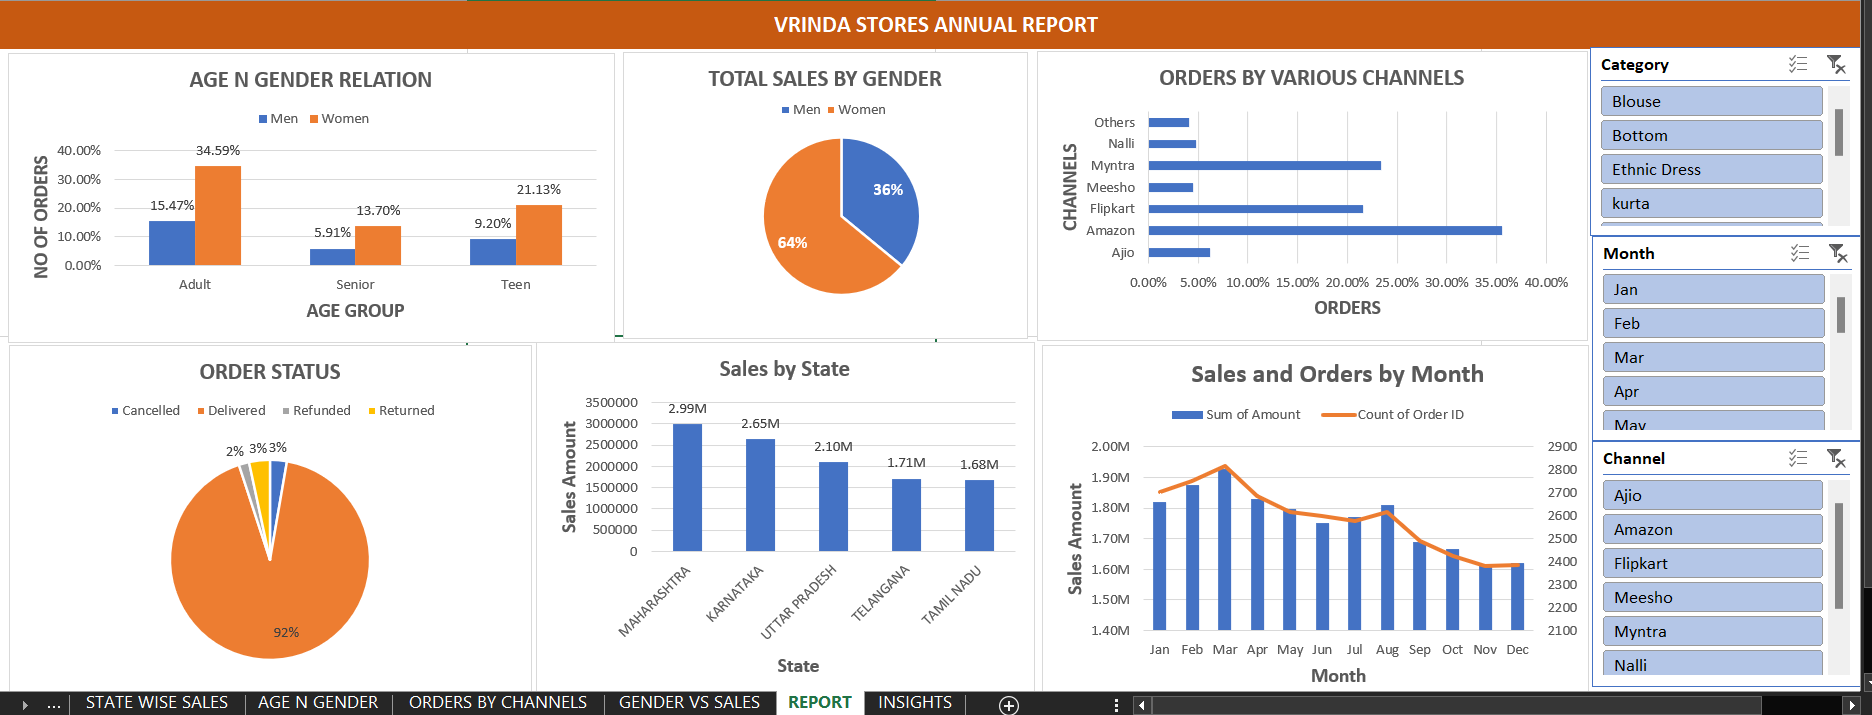 VRINDA STORES ANNUAL REPORT
AGE N GENDER RELATION
Men Women
NO OF ORDERS
40.00%
30.00%
20.00%
10.00%
0.00%
15.47%
34.59%
5.91%
13.70%
9.20%
21.13%
Adult Senior Teen
AGE GROUP
TOTAL SALES BY GENDER
Men Women
36%
64%
ORDERS BY VARIOUS CHANNELS
CHANNELS
Others
Nalli
Myntra
Meesho
Flipkart
Amazon
Ajio
0.00% 5.00% 10.00% 15.00% 20.00% 25.00% 30.00% 35.00% 40.00%
ORDERS
Category
Blouse
Bottom
Ethnic Dress
kurta
Month
Jan
Feb
Mar
Apr
May
Channel
Ajio
Amazon
Flipkart
Meesho
Myntra
Nalli
ORDER STATUS
Cancelled Delivered Refunded Returned
2% 3% 3%
92%
Sales by State
Sales Amount
3500000
3000000
2500000
2000000
1500000
1000000
500000
0
2.99M
2.65M
2.10M
1.71M
1.68M
MAHARASHTRA
KARNATAKA
UTTAR PRADESH
TELANGANA
TAMIL NADU
State
Sales and Orders by Month
Sum of Amount Count of Order ID
Sales Amount
2.00M
1.90M
1.80M
1.70M
1.60M
1.50M
1.40M
2900
2800
2700
2600
2500
2400
2300
2200
2100
Jan Feb Mar Apr May Jun Jul Aug Sep Oct Nov Dec
Month
... STATE WISE SALES AGE N GENDER ORDERS BY CHANNELS GENDER VS SALES REPORT INSIGHTS